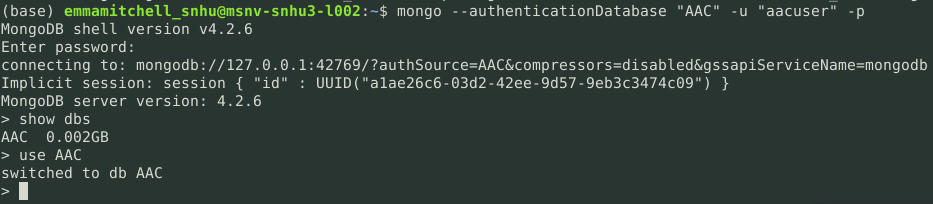 (base) emmamitchell_snhu@msnv-snhu3-l002:~$ mongo --authenticationDatabase "AAC" -u "aacuser" -p
MongoDB shell version v4.2.6
Enter password:
connecting to: mongodb://127.0.0.1:42769/?authSource=AAC&compressors=disabled&gssapiServiceName=mongodb
Implicit session: session { "id" : UUID("a1ae26c6-03d2-42ee-9d57-9eb3c3474c09") }
MongoDB server version: 4.2.6
> show dbs
AAC  0.002GB
> use AAC
switched to db AAC
>